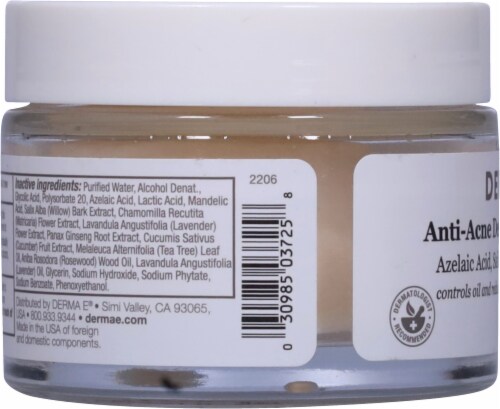 Inactive ingredients: Purified Water, Alcohol Denat.,
Glycolic Acid, Polysorbate 20, Azelaic Acid, Lactic Acid, Mandelic
Acid, Salix Alba (Willow) Bark Extract, Chamomilla Recutita
(Matricaria) Flower Extract, Lavandula Angustifolia (Lavender)
Flower Extract, Panax Ginseng Root Extract, Cucumis Sativus
(Cucumber) Fruit Extract, Melaleuca Alternifolia (Tea Tree) Leaf
Oil, Aniba Rosodora (Rosewood) Wood Oil, Lavandula Angustifolia
(Lavender) Oil, Glycerin, Sodium Hydroxide, Sodium Phytate,
Sodium Benzoate, Phenoxyethanol.
Distributed by DERMA E® • Simi Valley, CA 93065,
USA • 800.933.9344 • dermae.com
Made in the USA of foreign
and domestic components.
2206
0 30985 03725 8
DE
Anti-Acne De
Azelaic Acid, Sal
controls oil and
DERMATOLOGIST
RECOMMENDED